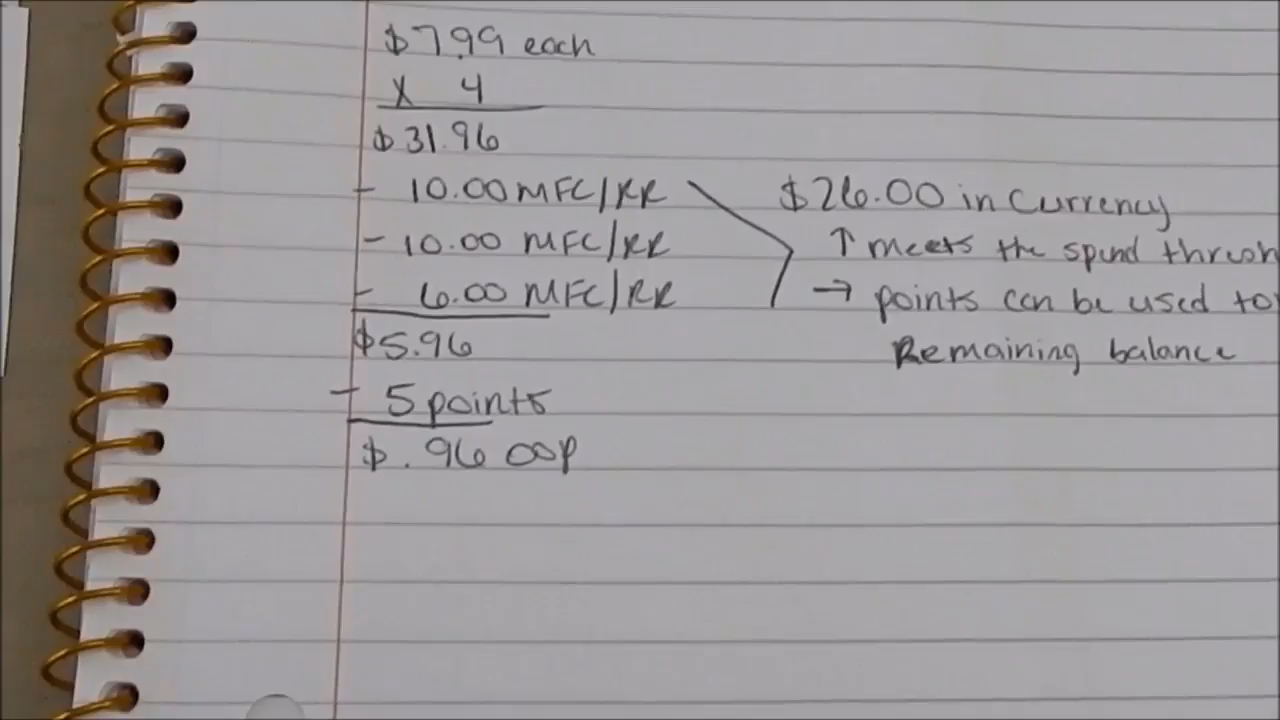 $7.99 each
x 4
$31.96
- 10.00 MFC/RR
- 10.00 MFC/RR
- 6.00 MFC/RR
$5.96
- 5 points
$.96 OOP
$26.00 in currency
↑ meets the spend
→ points can be used
Remaining balance